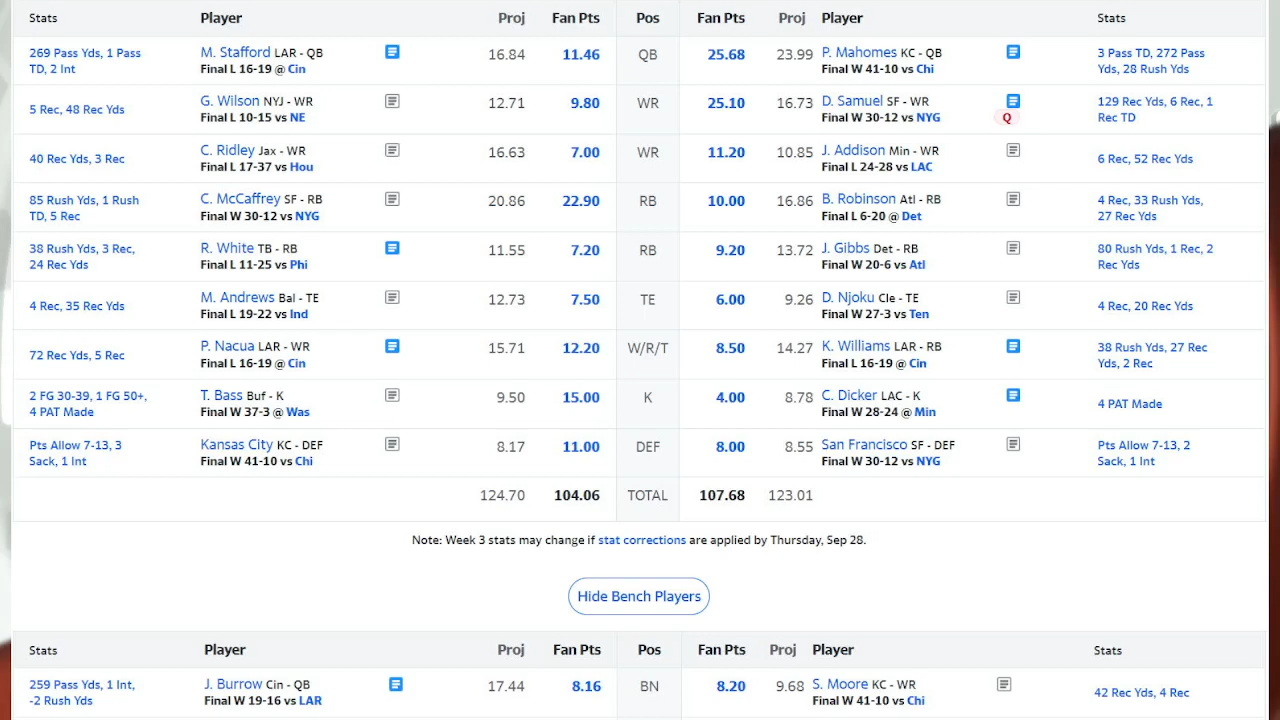 Stats Player Proj Fan Pts Pos Fan Pts Proj Player Stats
269 Pass Yds, 1 Pass TD, 2 Int M. Stafford LAR - QB 16.84 11.46 QB 25.68 23.99 P. Mahomes KC - QB 3 Pass TD, 272 Pass Yds, 28 Rush Yds
Final L 16-19 @ Cin Final W 41-10 vs Chi
5 Rec, 48 Rec Yds G. Wilson NYJ - WR 12.71 9.80 WR 25.10 16.73 D. Samuel SF - WR 129 Rec Yds, 6 Rec, 1 Rec TD
Final L 10-15 vs NE Final W 30-12 vs NYG Q
40 Rec Yds, 3 Rec C. Ridley Jax - WR 16.63 7.00 WR 11.20 10.85 J. Addison Min - WR 6 Rec, 52 Rec Yds
Final L 17-37 vs Hou Final L 24-28 vs LAC
85 Rush Yds, 1 Rush TD, 5 Rec C. McCaffrey SF - RB 20.86 22.90 RB 10.00 16.86 B. Robinson Atl - RB 4 Rec, 33 Rush Yds, 27 Rec Yds
Final W 30-12 vs NYG Final L 6-20 @ Det
38 Rush Yds, 3 Rec, 24 Rec Yds R. White TB - RB 11.55 7.20 RB 9.20 13.72 J. Gibbs Det - RB 80 Rush Yds, 1 Rec, 2 Rec Yds
Final L 11-25 vs Phi Final W 20-6 vs Atl
4 Rec, 35 Rec Yds M. Andrews Bal - TE 12.73 7.50 TE 6.00 9.26 D. Njoku Cle - TE 4 Rec, 20 Rec Yds
Final L 19-22 vs Ind Final W 27-3 vs Ten
72 Rec Yds, 5 Rec P. Nacua LAR - WR 15.71 12.20 W/R/T 8.50 14.27 K. Williams LAR - RB 38 Rush Yds, 27 Rec Yds, 2 Rec
Final L 16-19 @ Cin Final L 16-19 @ Cin
2 FG 30-39, 1 FG 50+, 4 PAT Made T. Bass Buf - K 9.50 15.00 K 4.00 8.78 C. Dicker LAC - K 4 PAT Made
Final W 37-3 @ Was Final W 28-24 @ Min
Pts Allow 7-13, 3 Sack, 1 Int Kansas City KC - DEF 8.17 11.00 DEF 8.00 8.55 San Francisco SF - DEF Pts Allow 7-13, 2 Sack, 1 Int
Final W 41-10 vs Chi Final W 30-12 vs NYG
124.70 104.06 TOTAL 107.68 123.01
Note: Week 3 stats may change if stat corrections are applied by Thursday, Sep 28.
Hide Bench Players
Stats Player Proj Fan Pts Pos Fan Pts Proj Player Stats
259 Pass Yds, 1 Int, -2 Rush Yds J. Burrow Cin - QB 17.44 8.16 BN 8.20 9.68 S. Moore KC - WR 42 Rec Yds, 4 Rec
Final W 19-16 vs LAR Final W 41-10 vs Chi